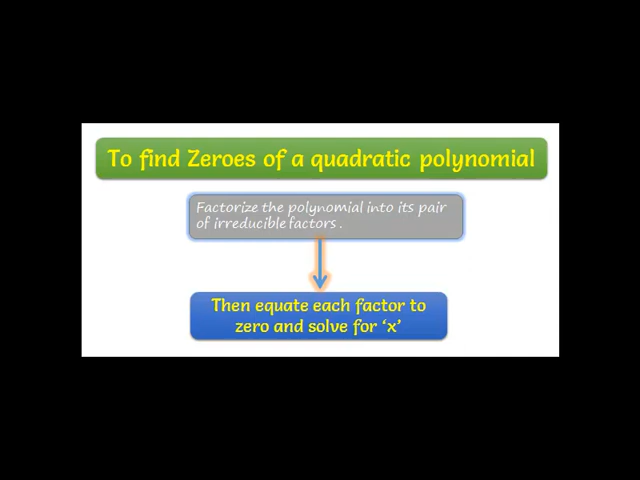 To find Zeroes of a quadratic polynomial
Factorize the polynomial into its pair
of irreducible factors .
Then equate each factor to
zero and solve for ‘x’